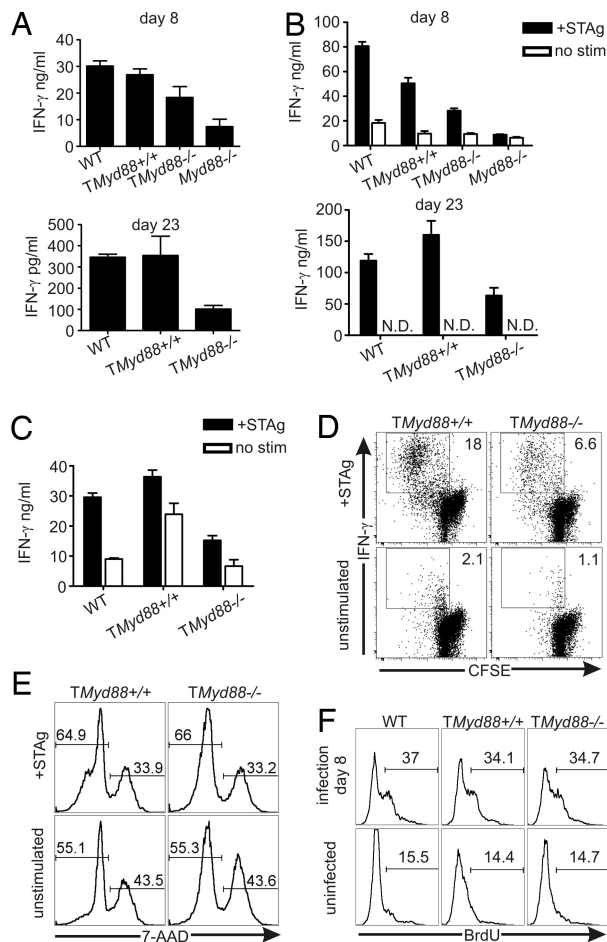 A
day 8
IFN-γ ng/ml
40
30
20
10
0
WT
TMyd88+/+
TMyd88-/-
Myd88-/-
day 23
IFN-γ pg/ml
500
400
300
200
100
0
WT
TMyd88+/+
TMyd88-/-
B
day 8
+STAg
no stim
IFN-γ ng/ml
100
80
60
40
20
0
WT
TMyd88+/+
TMyd88-/-
Myd88-/-
day 23
IFN-γ ng/ml
200
150
100
50
0
N.D.
N.D.
N.D.
WT
TMyd88+/+
TMyd88-/-
C
+STAg
no stim
IFN-γ ng/ml
40
30
20
10
0
WT
TMyd88+/+
TMyd88-/-
D
TMyd88+/+
TMyd88-/-
+STAg
18
6.6
IFN-γ
unstimulated
2.1
1.1
CFSE
E
TMyd88+/+
TMyd88-/-
+STAg
64.9
33.9
66
33.2
unstimulated
55.1
43.5
55.3
43.6
7-AAD
F
WT
TMyd88+/+
TMyd88-/-
infection
day 8
37
34.1
34.7
uninfected
15.5
14.4
14.7
BrdU